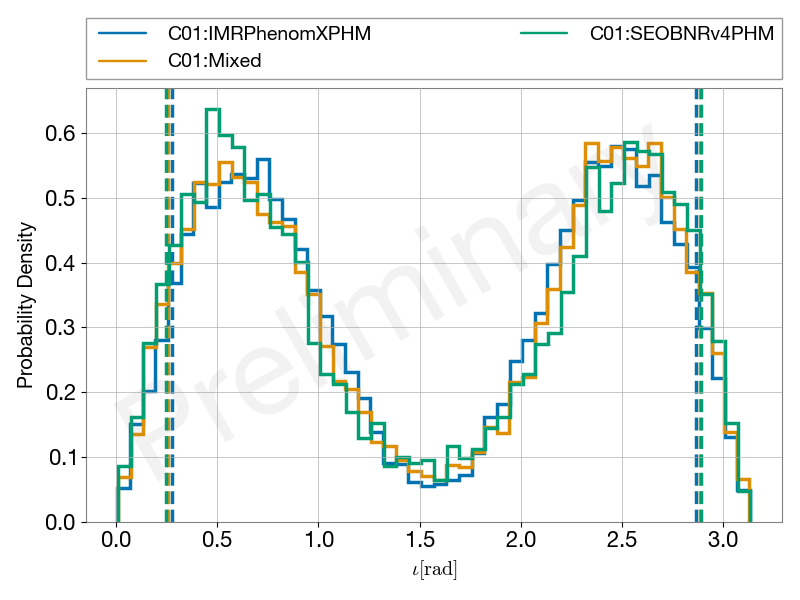 C01:IMRPhenomXPHM
C01:SEOBNRv4PHM
C01:Mixed
Preliminary
Probability Density
0.6
0.5
0.4
0.3
0.2
0.1
0.0
0.0 0.5 1.0 1.5 2.0 2.5 3.0
ι[rad]